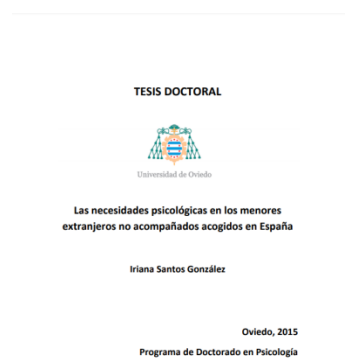 TESIS DOCTORAL
Universidad de Oviedo
Las necesidades psicológicas en los menores
extranjeros no acompañados acogidos en España
Iriana Santos González
Oviedo, 2015
Programa de Doctorado en Psicología